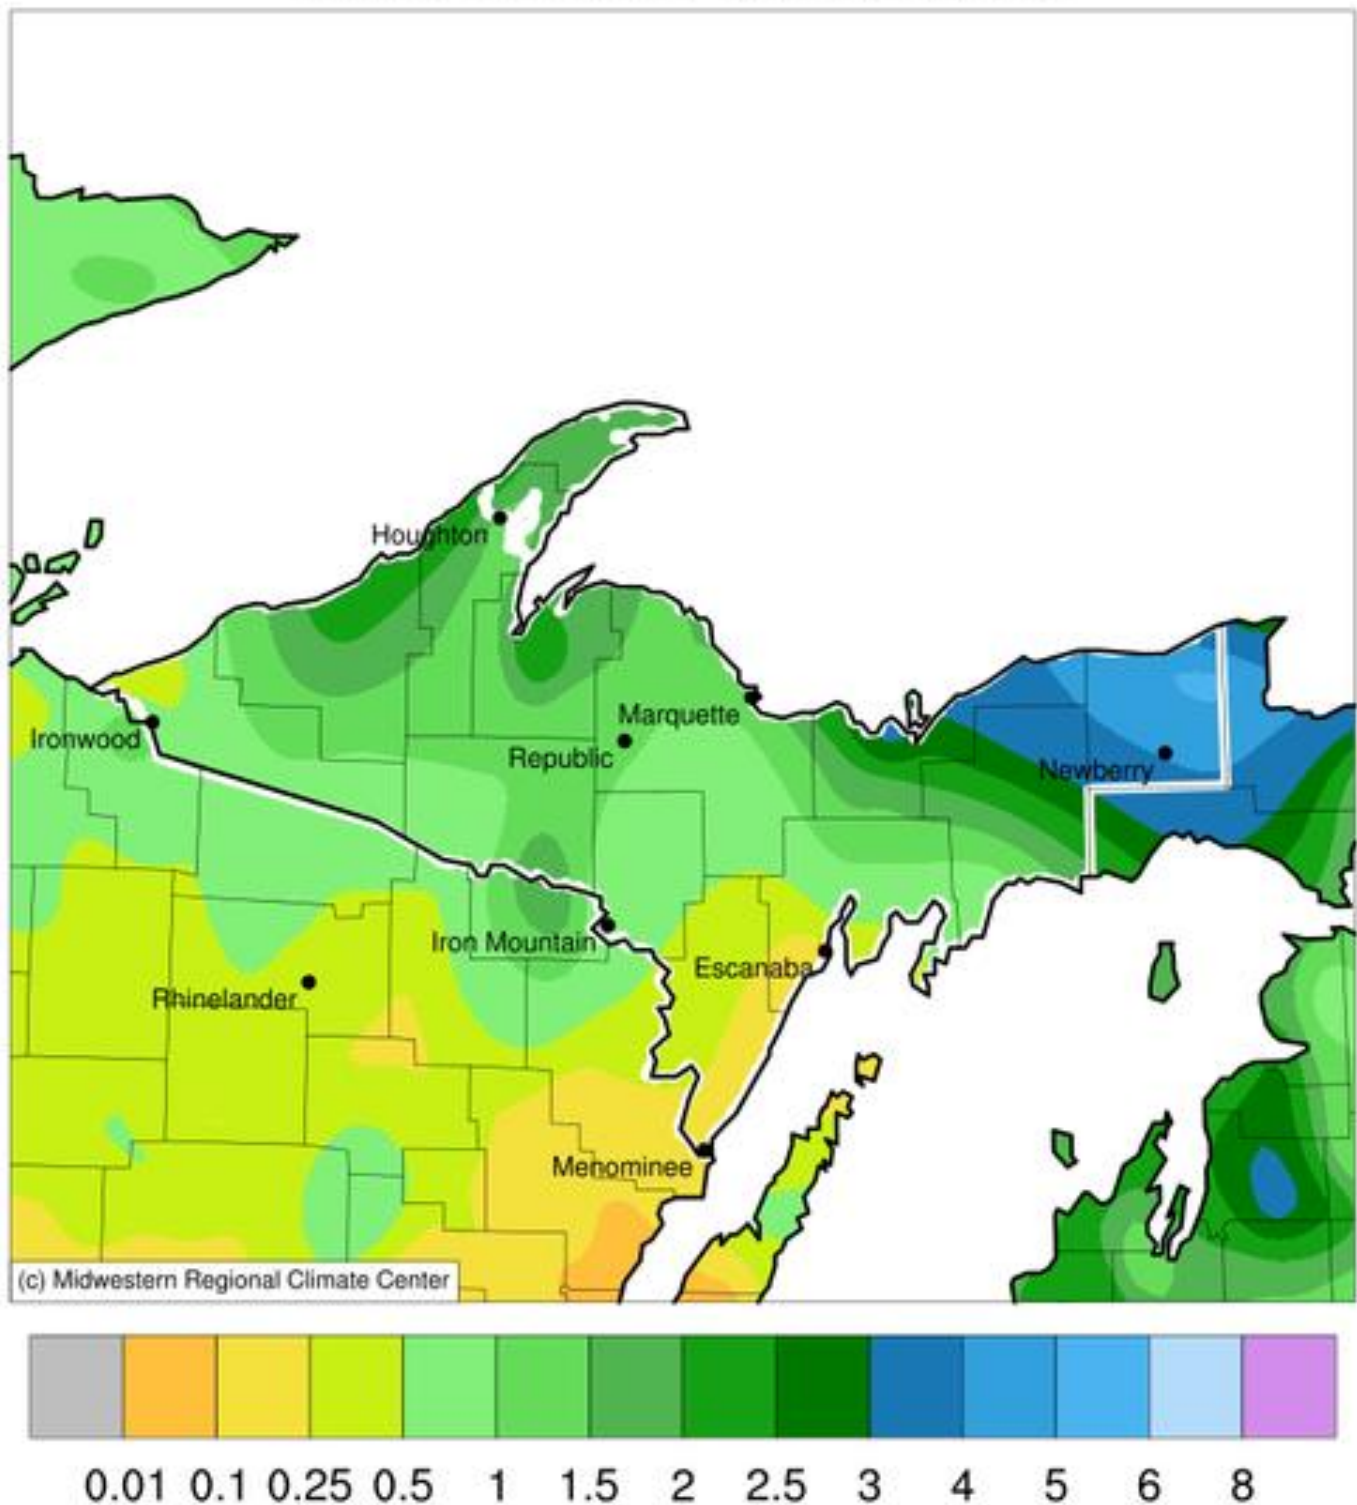 Houghton
Marquette
Ironwood
Republic
Newberry
Iron Mountain
Escanaba
Rhinelander
Menominee
(c) Midwestern Regional Climate Center
0.01 0.1 0.25 0.5 1 1.5 2 2.5 3 4 5 6 8